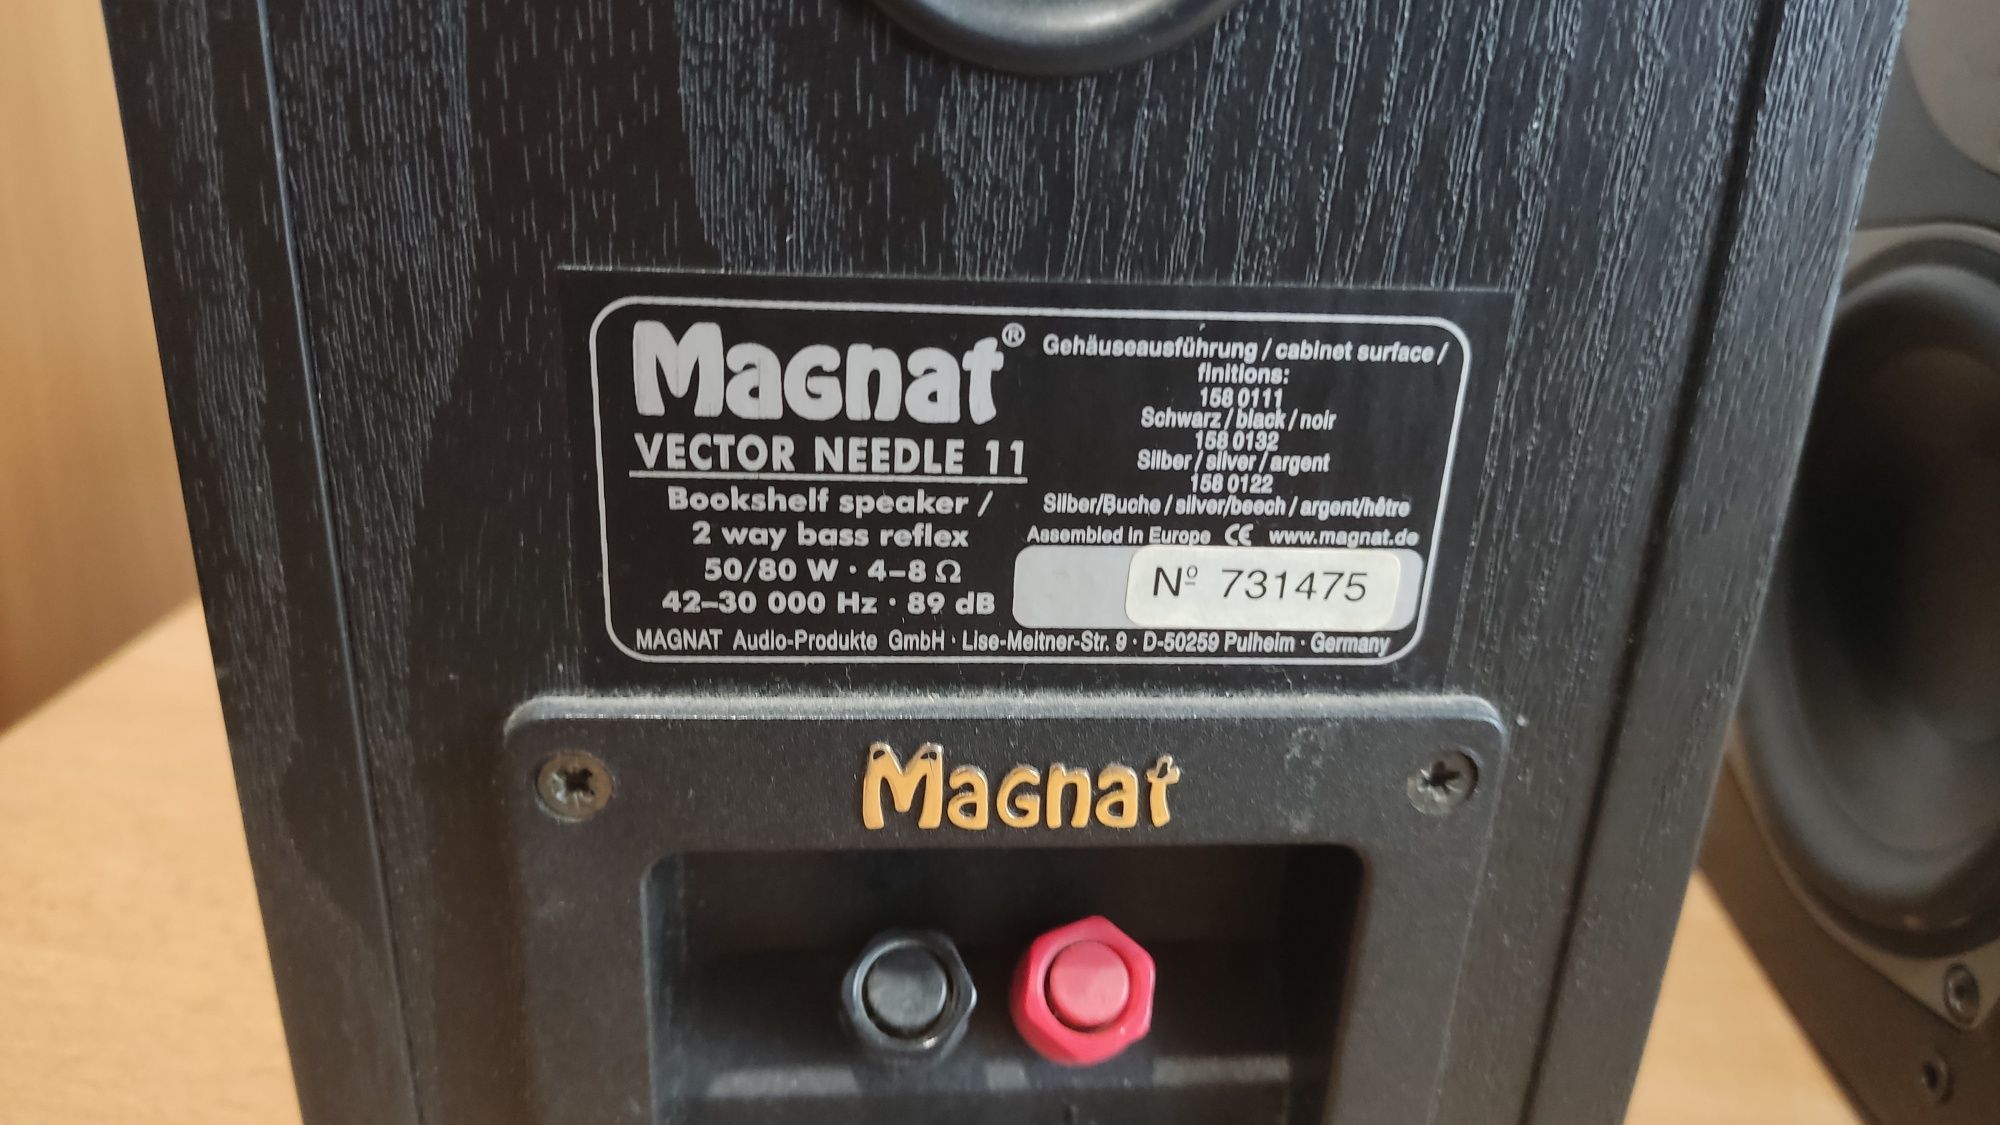 Magnat®
VECTOR NEEDLE 11
Bookshelf speaker /
2 way bass reflex
50/80 W · 4–8 Ω
42–30 000 Hz · 89 dB
Gehäuseausführung / cabinet surface /
finitions:
158 0111
Schwarz / black / noir
158 0132
Silber / silver / argent
158 0122
Silber/Buche / silver/beech / argent/hêtre
Assembled in Europe CE www.magnat.de
Nº 731475
MAGNAT Audio-Produkte GmbH · Lise-Meitner-Str. 9 · D-50259 Pulheim · Germany
Magnat